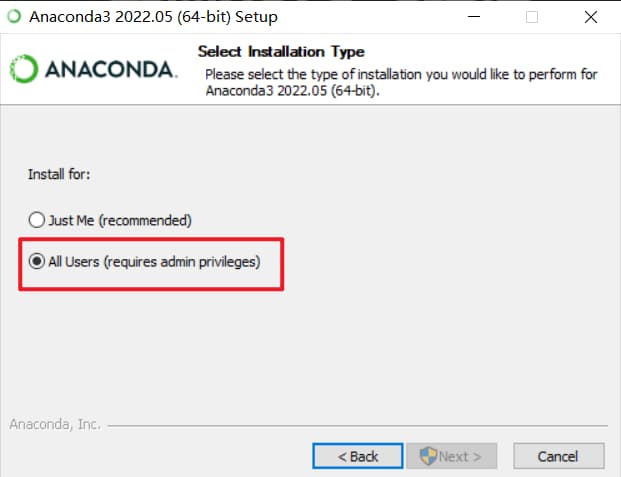 Anaconda3 2022.05 (64-bit) Setup
ANACONDA.
Select Installation Type
Please select the type of installation you would like to perform for
Anaconda3 2022.05 (64-bit).
Install for:
Just Me (recommended)
All Users (requires admin privileges)
Anaconda, Inc.
< Back
Next >
Cancel